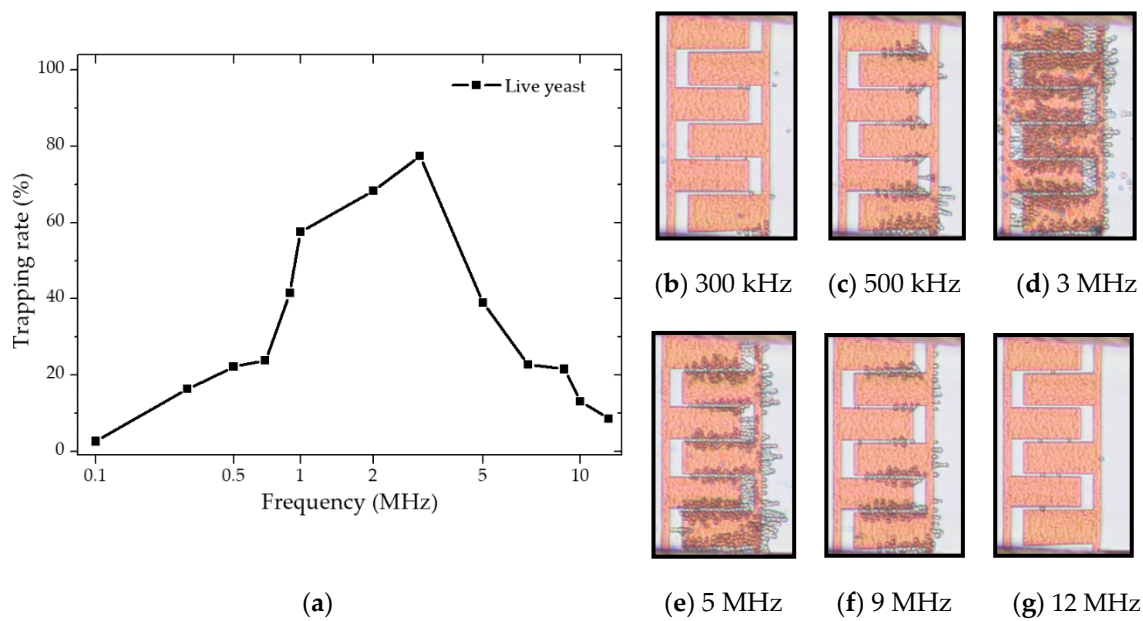 100
80
60
40
20
0
Trapping rate (%)
Live yeast
0.1 0.5 1 2 5 10
Frequency (MHz)
(a)
(b) 300 kHz
(c) 500 kHz
(d) 3 MHz
(e) 5 MHz
(f) 9 MHz
(g) 12 MHz